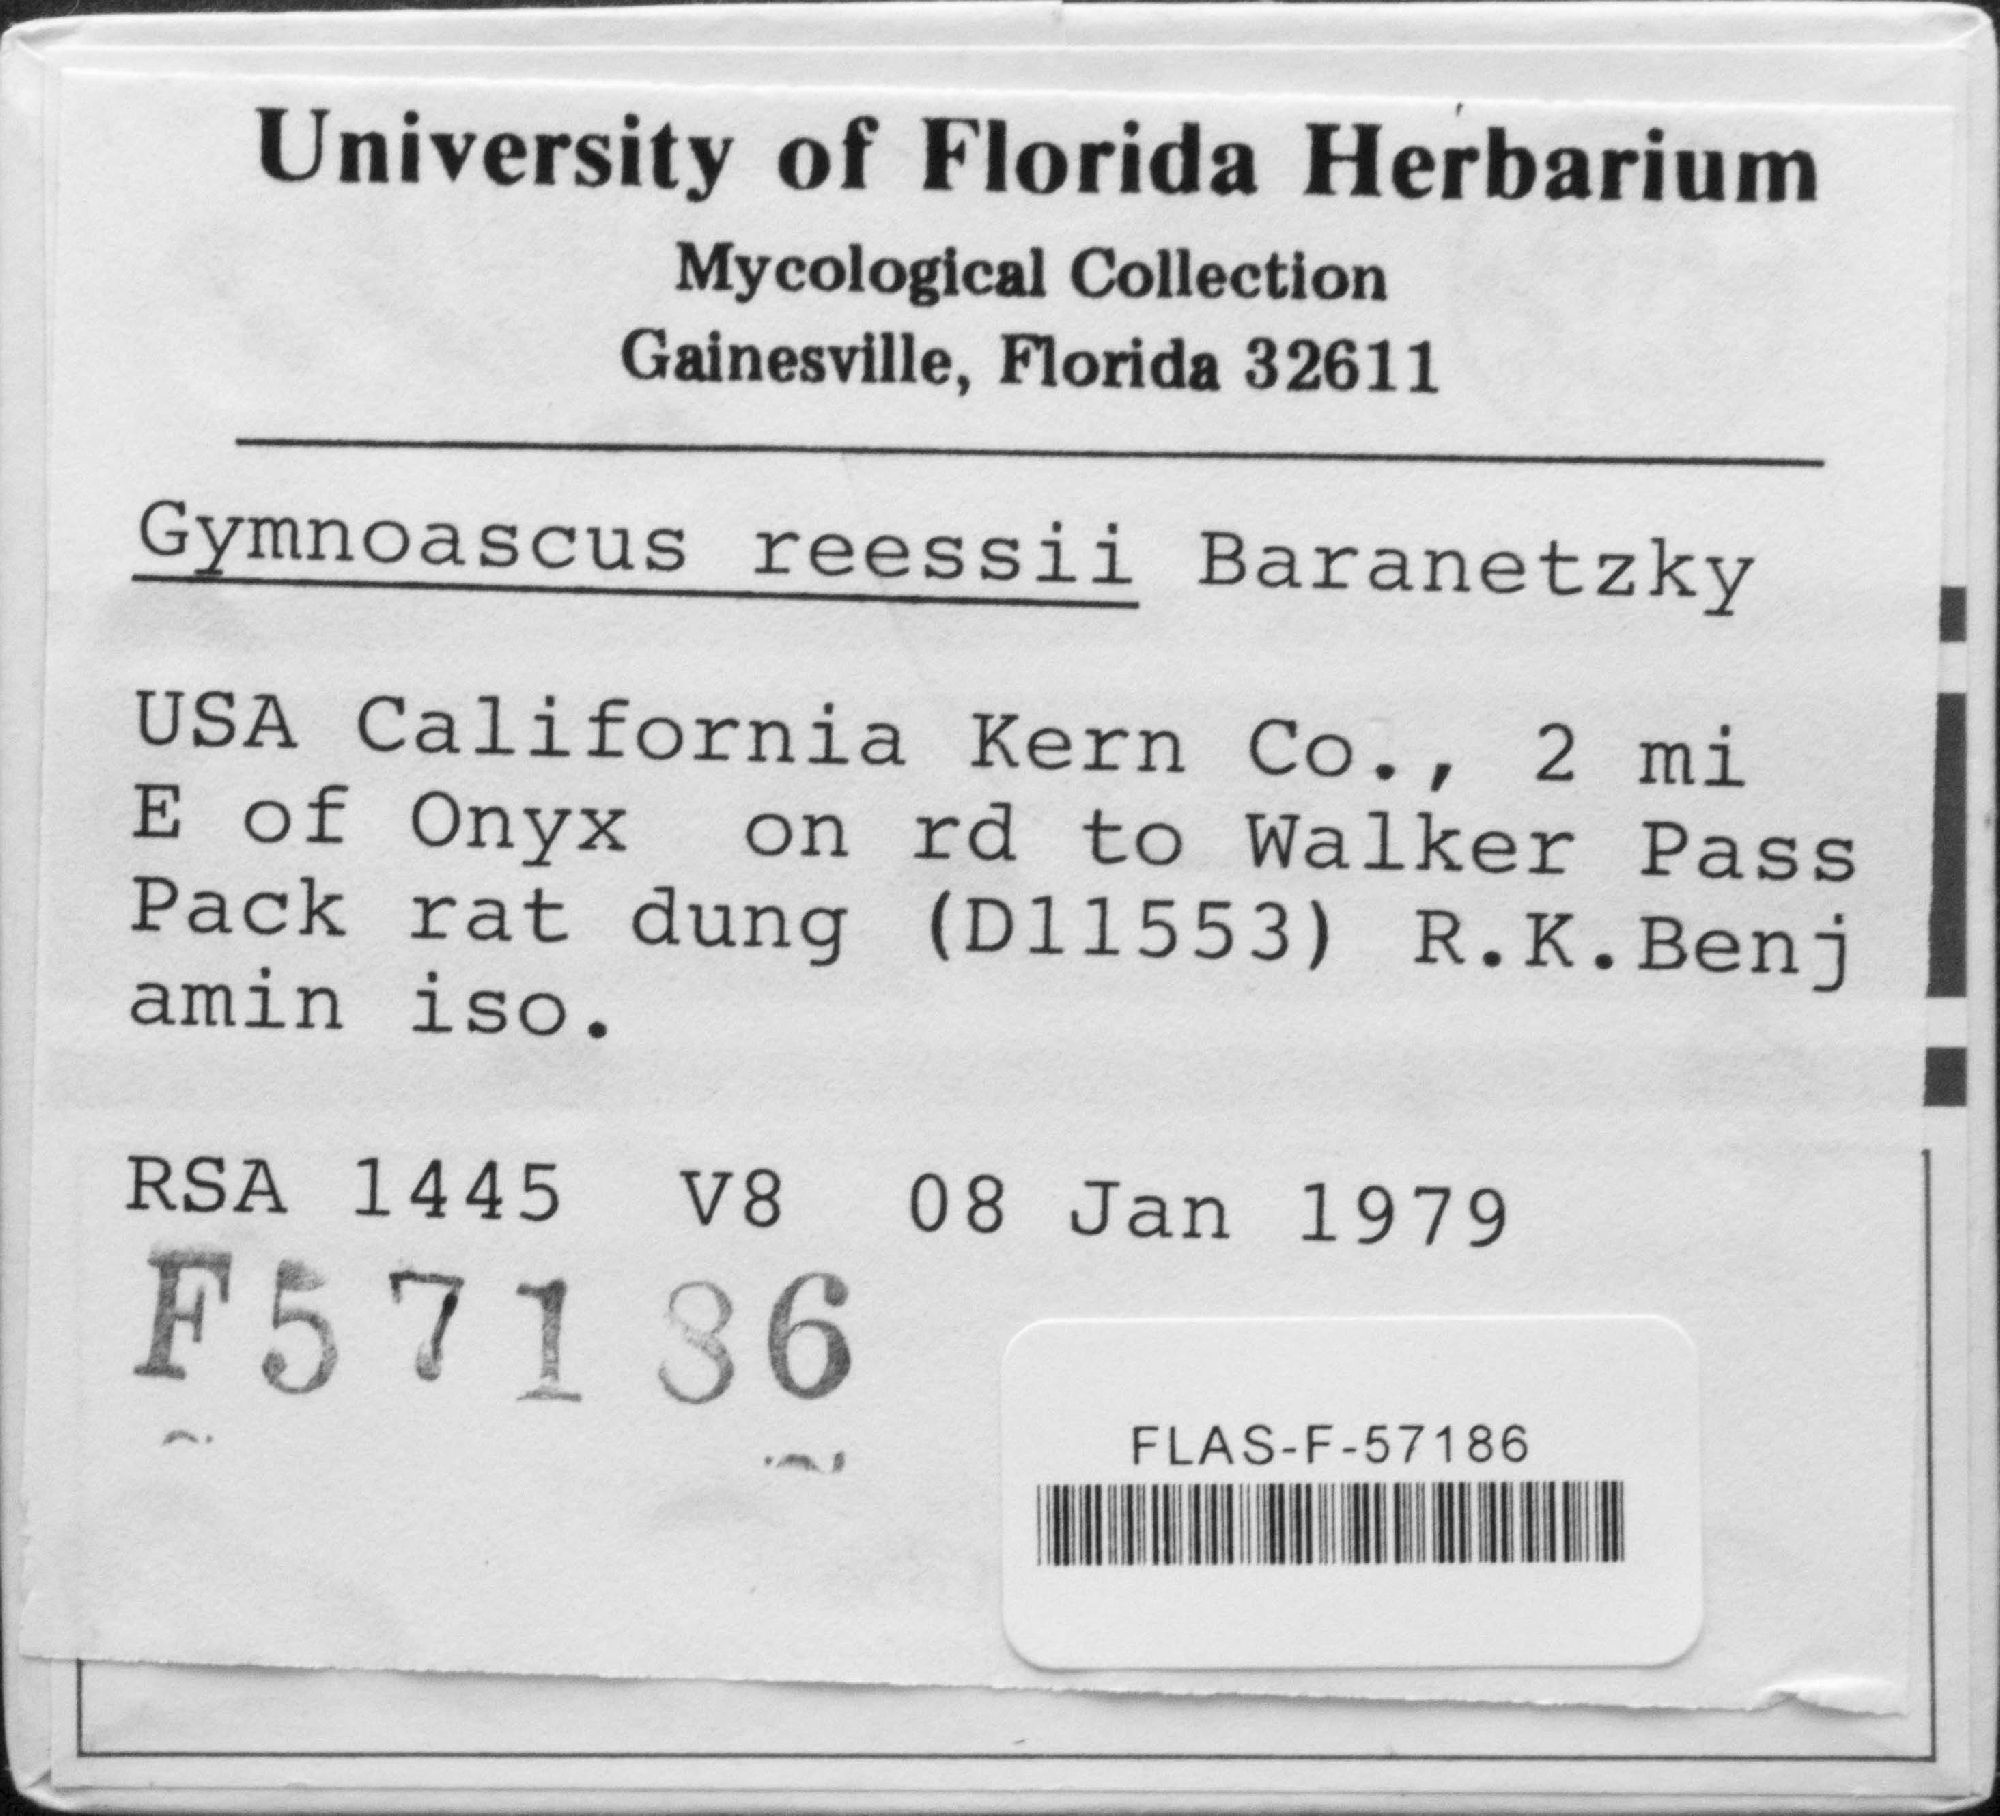 University of Florida Herbarium
Mycological Collection
Gainesville, Florida 32611
Gymnoascus reessii Baranetzky
USA California Kern Co., 2 mi
E of Onyx on rd to Walker Pass
Pack rat dung (D11553) R.K.Benj
amin iso.
RSA 1445 V8 08 Jan 1979
F57186
FLAS-F-57186